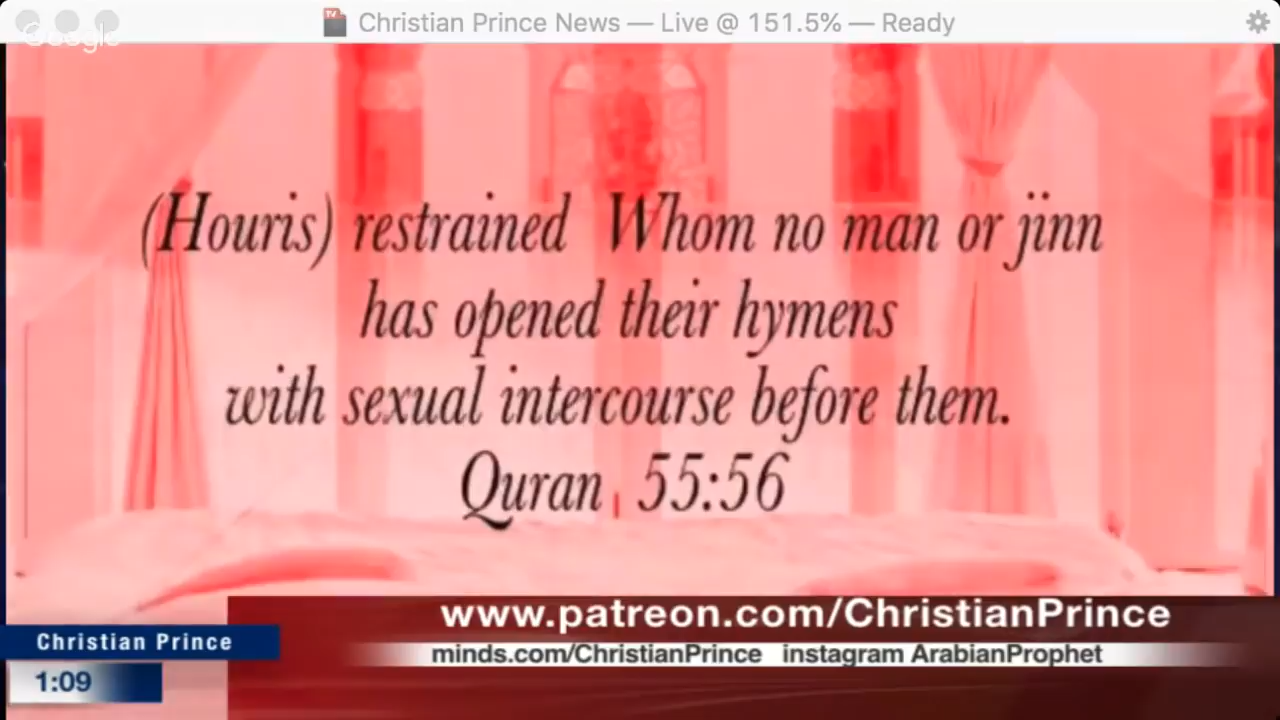 Christian Prince News — Live @ 151.5% — Ready
Google
(Houris) restrained Whom no man or jinn
has opened their hymens
with sexual intercourse before them.
Quran 55:56
www.patreon.com/ChristianPrince
Christian Prince
minds.com/ChristianPrince instagram ArabianProphet
1:09